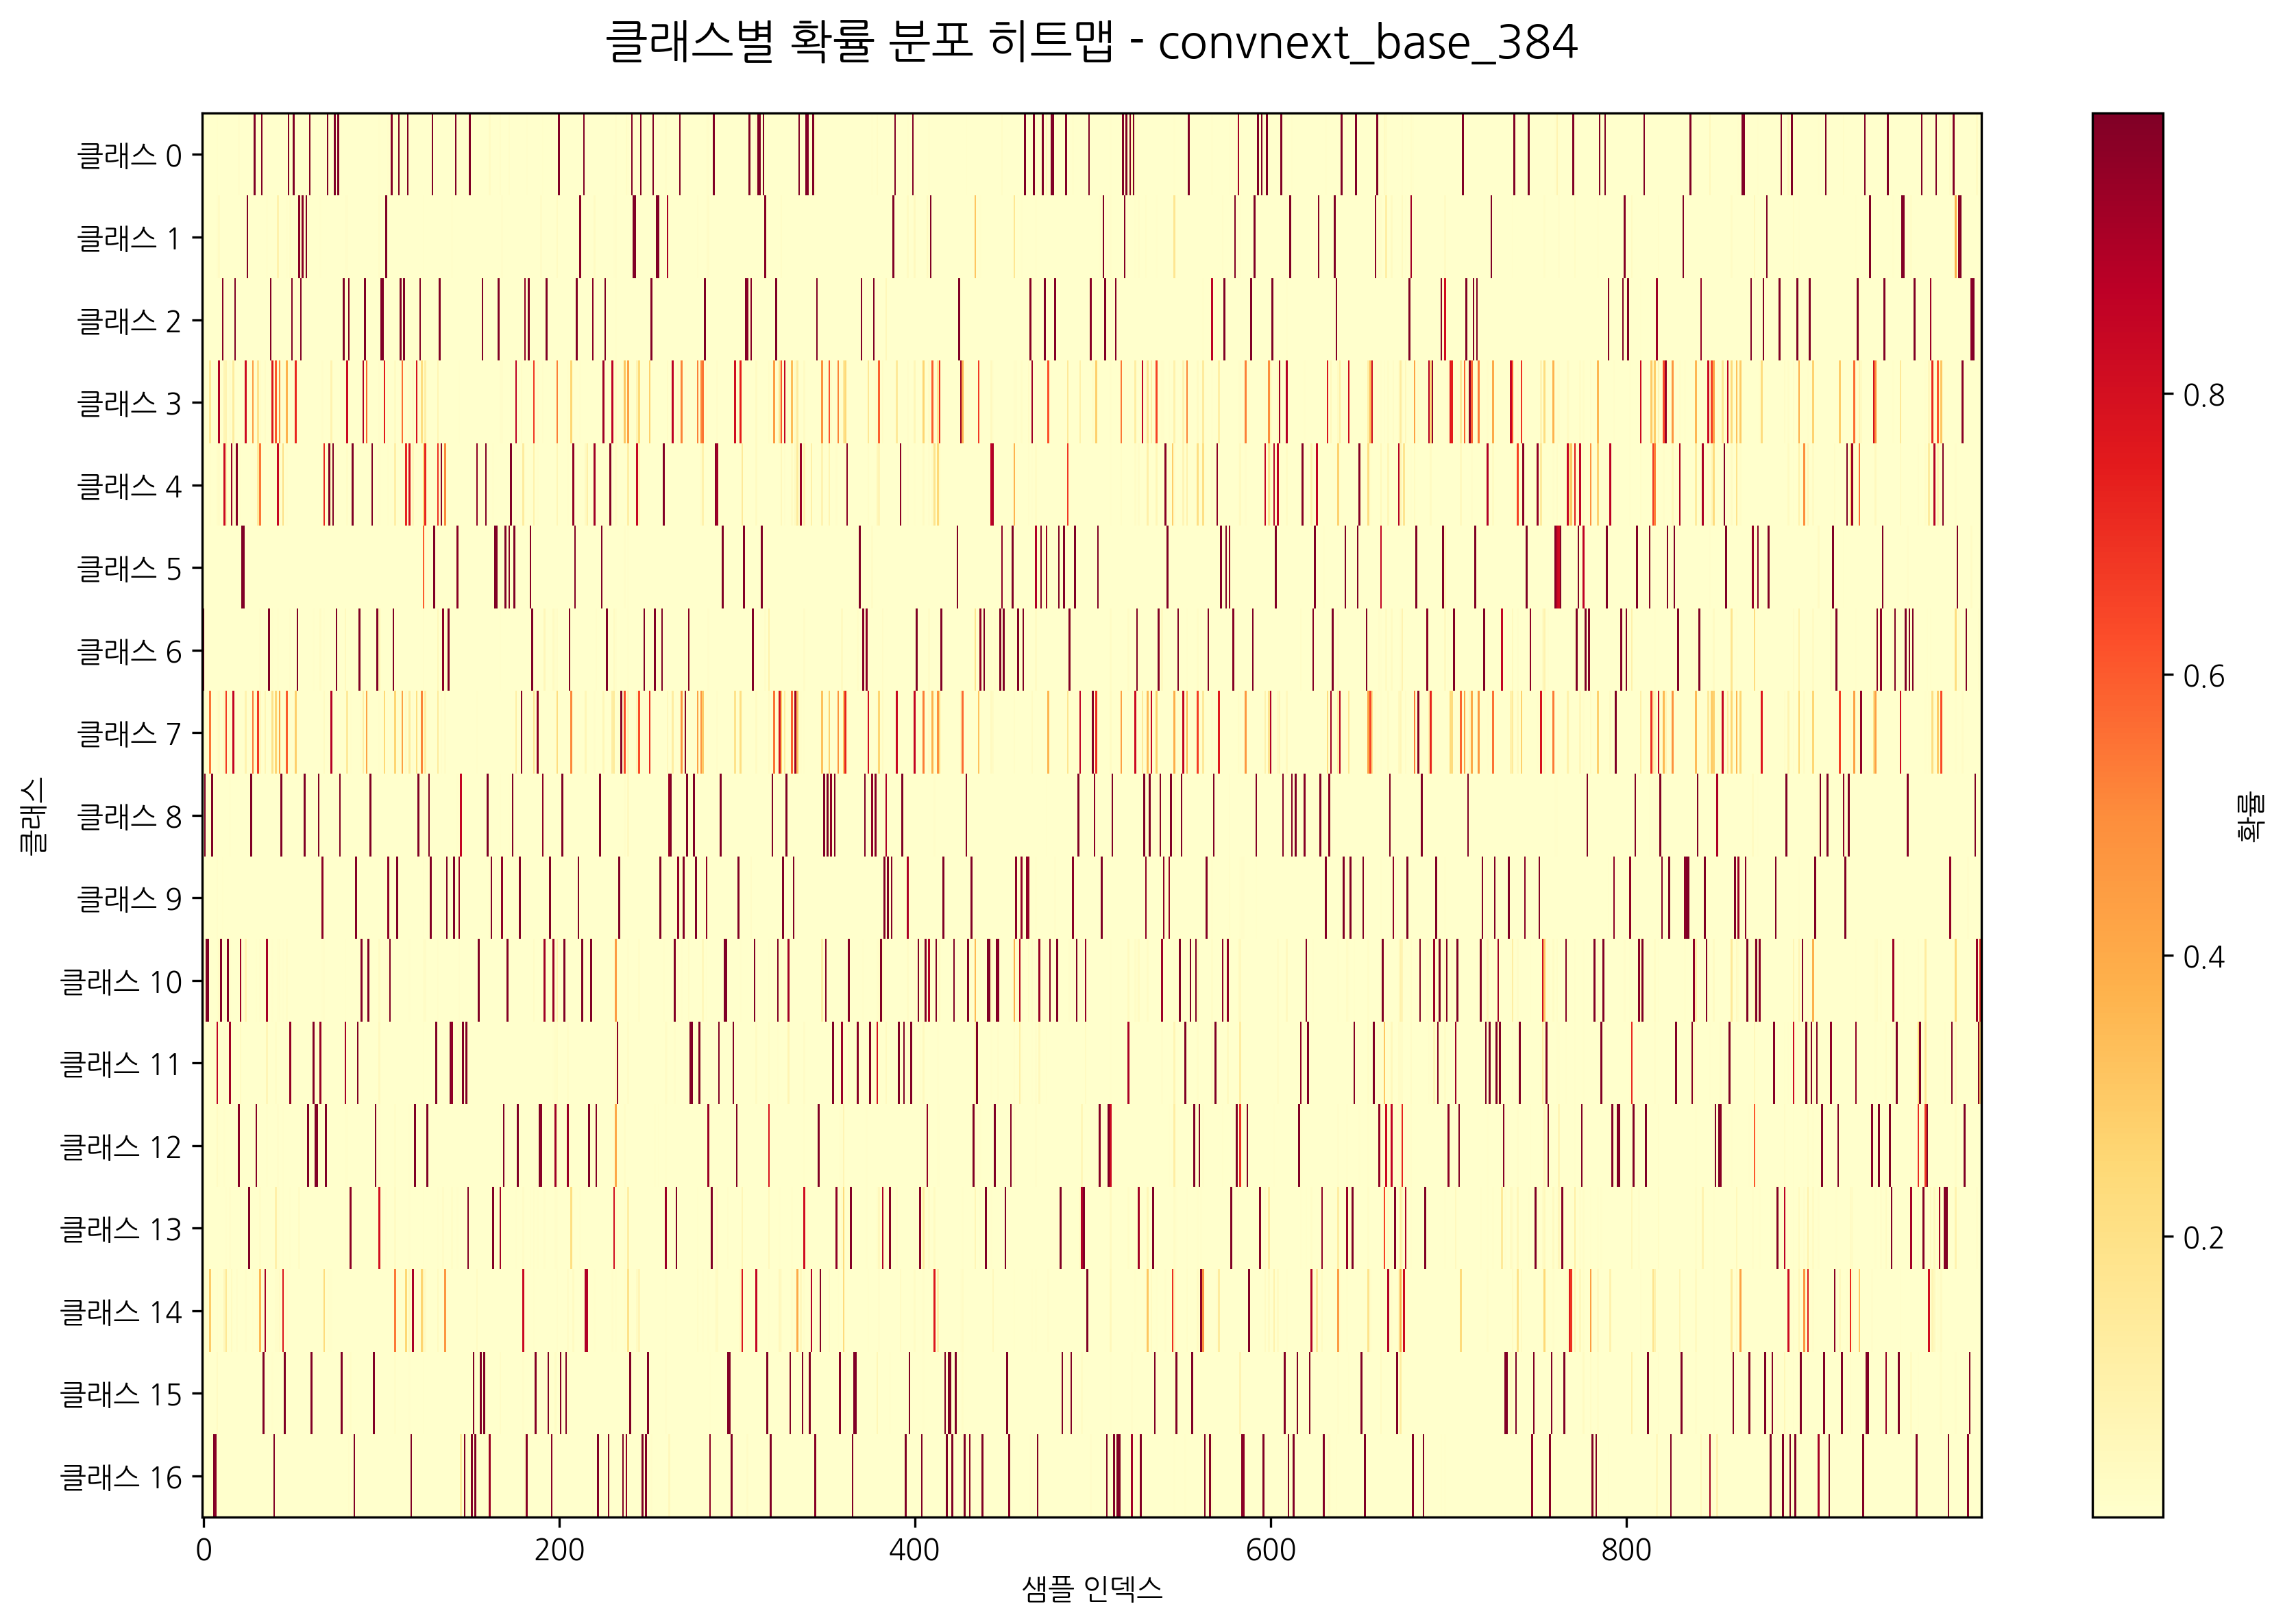 클래스별 확률 분포 히트맵 - convnext_base_384
클래스 0
클래스 1
클래스 2
클래스 3
클래스 4
클래스 5
클래스 6
클래스 7
클래스 8
클래스 9
클래스 10
클래스 11
클래스 12
클래스 13
클래스 14
클래스 15
클래스 16
클래스
0
200
400
600
800
샘플 인덱스
0.8
0.6
0.4
0.2
확률